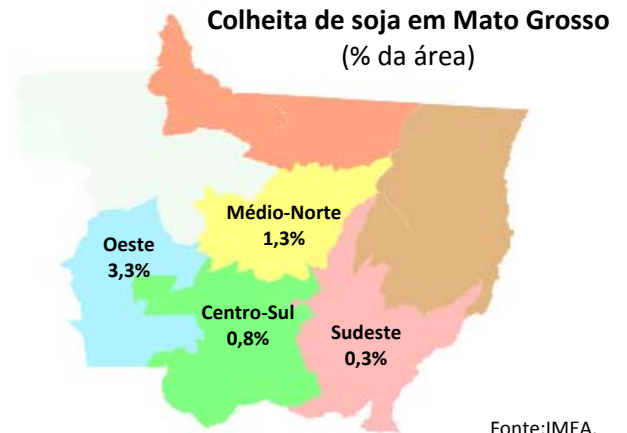 Colheita de soja em Mato Grosso
(% da área)
Médio-Norte
1,3%
Oeste
3,3%
Centro-Sul
0,8%
Sudeste
0,3%
Fonte:IMEA.